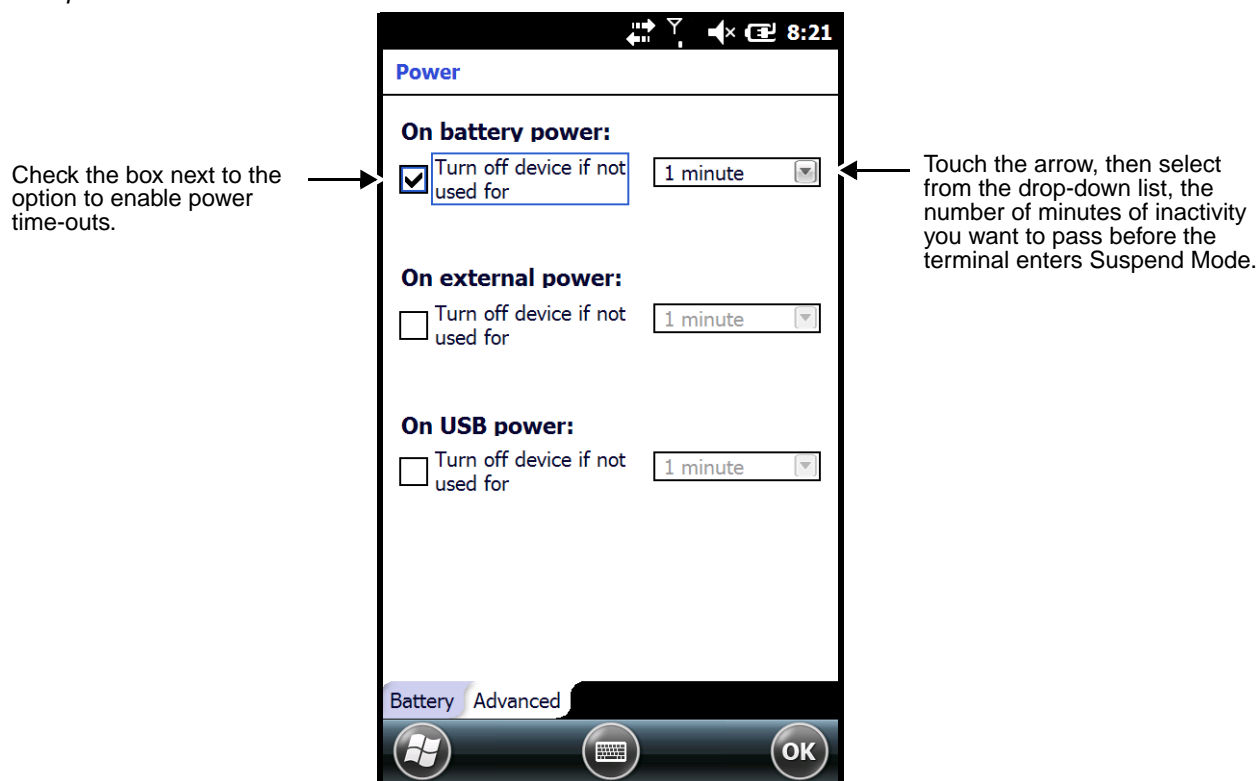 8:21
Power
On battery power:
Check the box next to the
option to enable power
time-outs.
Turn off device if not
used for
1 minute
Touch the arrow, then select
from the drop-down list, the
number of minutes of inactivity
you want to pass before the
terminal enters Suspend Mode.
On external power:
Turn off device if not
used for
1 minute
On USB power:
Turn off device if not
used for
1 minute
Battery Advanced
OK